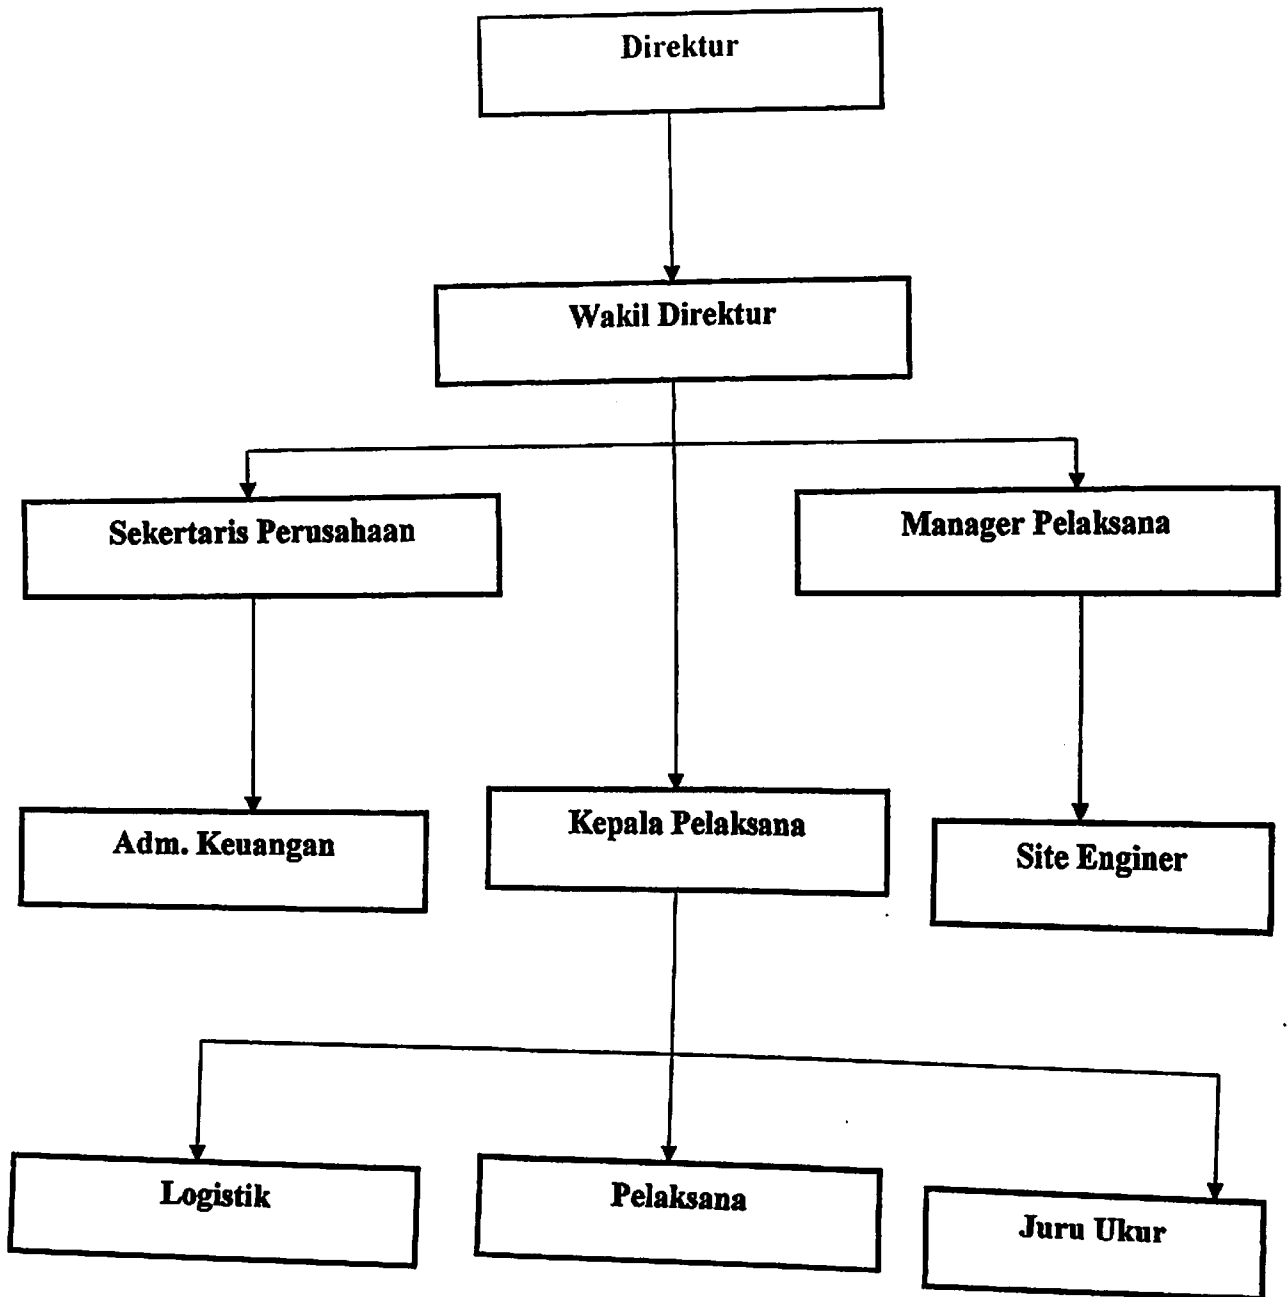 Direktur
Wakil Direktur
Sekertaris Perusahaan
Manager Pelaksana
Adm. Keuangan
Kepala Pelaksana
Site Enginer
Logistik
Pelaksana
Juru Ukur